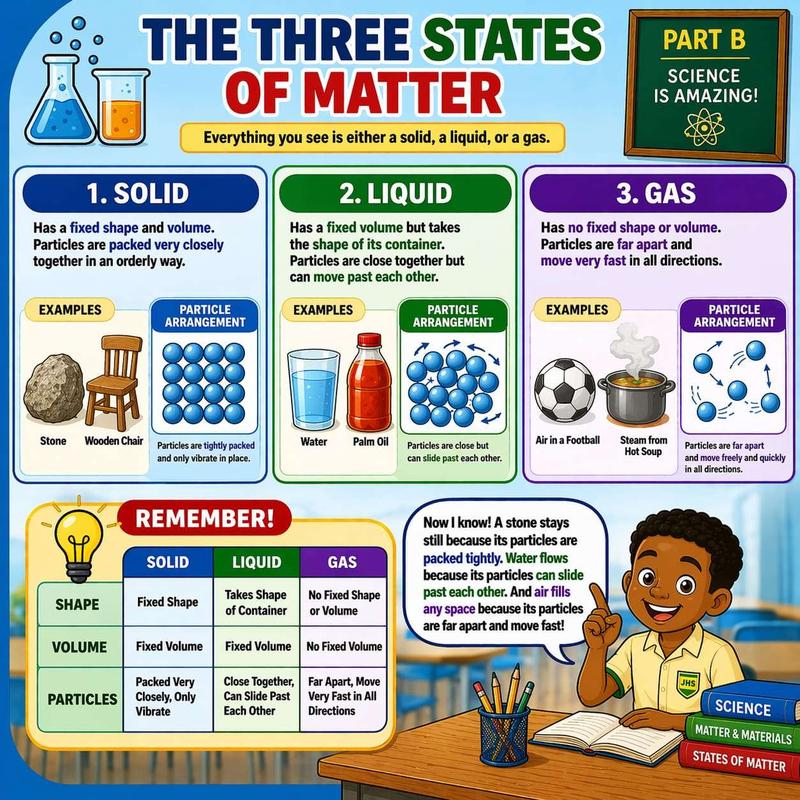 THE THREE STATES
OF MATTER
Everything you see is either a solid, a liquid, or a gas.
PART B
SCIENCE
IS AMAZING!
1. SOLID
Has a fixed shape and volume.
Particles are packed very closely
together in an orderly way.
EXAMPLES
Stone
Wooden Chair
PARTICLE
ARRANGEMENT
Particles are tightly packed
and only vibrate in place.
2. LIQUID
Has a fixed volume but takes
the shape of its container.
Particles are close together but
can move past each other.
EXAMPLES
Water
Palm Oil
PARTICLE
ARRANGEMENT
Particles are close but
can slide past each other.
3. GAS
Has no fixed shape or volume.
Particles are far apart and
move very fast in all directions.
EXAMPLES
Air in a Football
Steam from
Hot Soup
PARTICLE
ARRANGEMENT
Particles are far apart
and move freely and quickly
in all directions.
REMEMBER!
SOLID
LIQUID
GAS
SHAPE
Fixed Shape
Takes Shape
of Container
No Fixed Shape
or Volume
VOLUME
Fixed Volume
Fixed Volume
No Fixed Volume
PARTICLES
Packed Very
Closely, Only
Vibrate
Close Together,
Can Slide Past
Each Other
Far Apart, Move
Very Fast in All
Directions
Now I know! A stone stays
still because its particles are
packed tightly. Water flows
because its particles can slide
past each other. And air fills
any space because its particles
are far apart and move fast!
JHS
SCIENCE
MATTER & MATERIALS
STATES OF MATTER